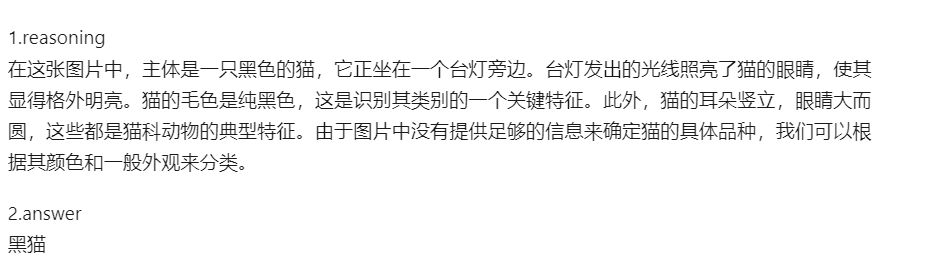 1.reasoning
在这张图片中，主体是一只黑色的猫，它正坐在一个台灯旁边。台灯发出的光线照亮了猫的眼睛，使其
显得格外明亮。猫的毛色是纯黑色，这是识别其类别的一个关键特征。此外，猫的耳朵竖立，眼睛大而
圆，这些都是猫科动物的典型特征。由于图片中没有提供足够的信息来确定猫的具体品种，我们可以根
据其颜色和一般外观来分类。
2.answer
黑猫